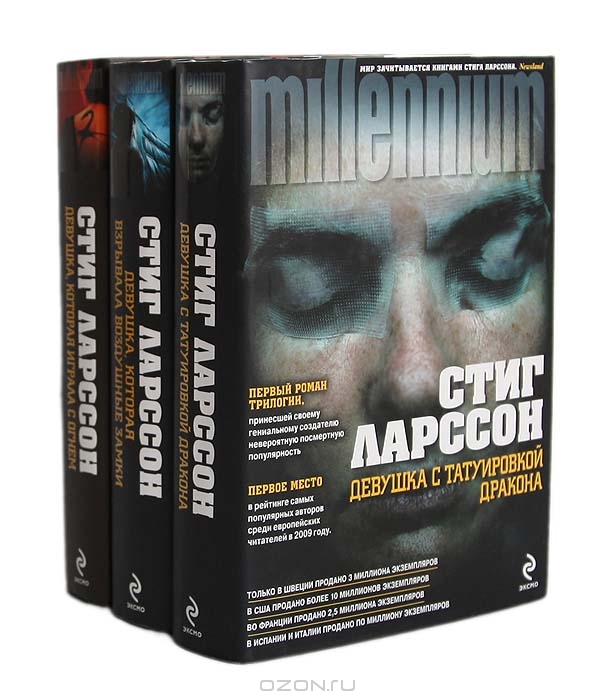 ДЕВУШКА, КОТОРАЯ ИГРАЛА С ОГНЕМ
СТИГ ЛАРССОН
ЭКСМО
ДЕВУШКА, КОТОРАЯ
ВЗРЫВАЛА ВОЗДУШНЫЕ ЗАМКИ
СТИГ ЛАРССОН
ЭКСМО
ДЕВУШКА С ТАТУИРОВКОЙ ДРАКОНА
СТИГ ЛАРССОН
ЭКСМО
МИР ЗАЧИТЫВАЕТСЯ КНИГАМИ СТИГА ЛАРССОНА. Newsland
millennium
ПЕРВЫЙ РОМАН
ТРИЛОГИИ,
принесшей своему
гениальному создателю
невероятную посмертную
популярность
ПЕРВОЕ МЕСТО
в рейтинге самых
популярных авторов
среди европейских
читателей в 2009 году.
СТИГ
ЛАРССОН
ДЕВУШКА С ТАТУИРОВКОЙ
ДРАКОНА
ТОЛЬКО В ШВЕЦИИ ПРОДАНО 3 МИЛЛИОНА ЭКЗЕМПЛЯРОВ
В США ПРОДАНО БОЛЕЕ 10 МИЛЛИОНОВ ЭКЗЕМПЛЯРОВ
ВО ФРАНЦИИ ПРОДАНО 2,5 МИЛЛИОНА ЭКЗЕМПЛЯРОВ
В ИСПАНИИ И ИТАЛИИ ПРОДАНО ПО МИЛЛИОНУ ЭКЗЕМПЛЯРОВ
OZON.ru